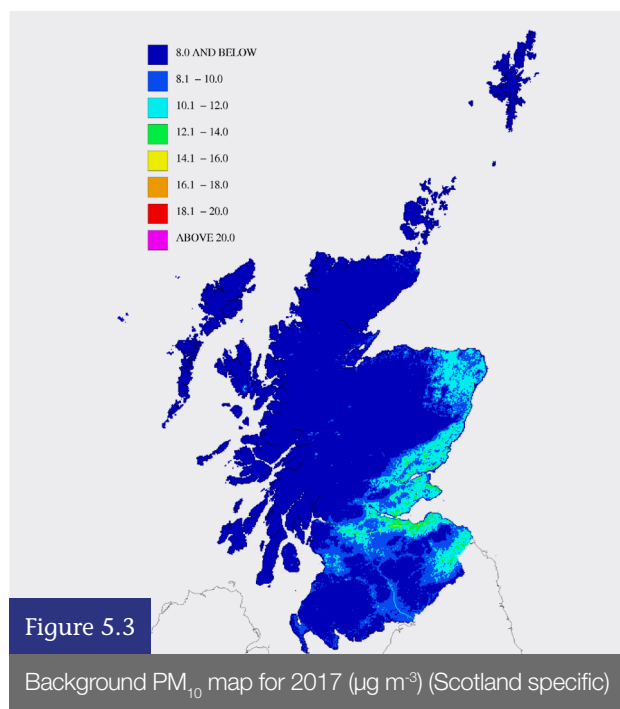 8.0 AND BELOW
8.1 – 10.0
10.1 – 12.0
12.1 – 14.0
14.1 – 16.0
16.1 – 18.0
18.1 – 20.0
ABOVE 20.0
Figure 5.3
Background PM₁₀ map for 2017 (µg m⁻³) (Scotland specific)